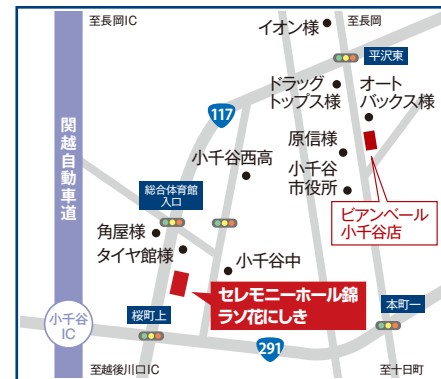 至長岡IC
イオン様
至長岡
平沢東
ドラッグ
トップス様
オート
バックス様
117
関越自動車道
原信様
小千谷西高
小千谷
市役所
総合体育館
入口
ビアンベール
小千谷店
角屋様
タイヤ館様
小千谷中
セレモニーホール錦
ラソ花にしき
小千谷
IC
桜町上
本町一
291
至越後川口IC
至十日町